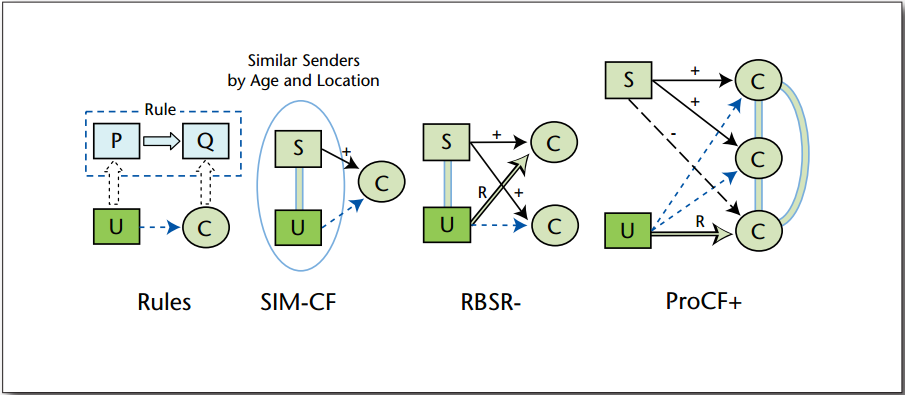 Similar Senders
by Age and Location
Rule
P
Q
U
C
S
+
C
U
S
+
C
R
+
U
C
S
+
C
+
-
C
U
R
C
Rules
SIM-CF
RBSR-
ProCF+